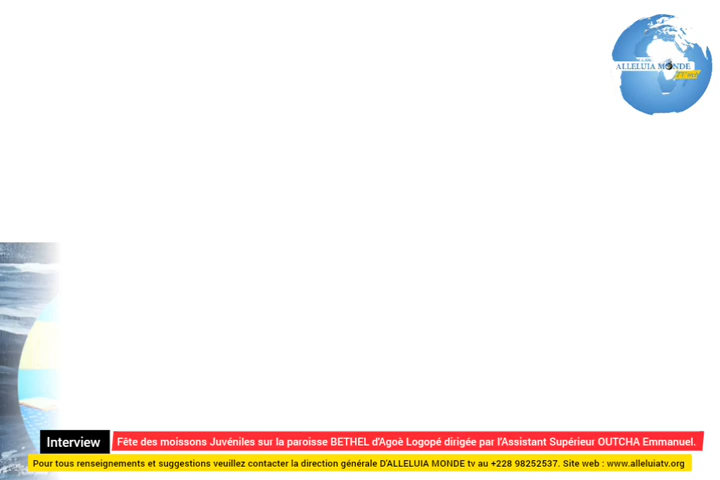 ALLELUIA MONDE
Interview
Fête des moissons Juvéniles sur la paroisse BETHEL d'Agoè Logopé dirigée par l'Assistant Supérieur OUTCHA Emmanuel.
Pour tous renseignements et suggestions veuillez contacter la direction générale D'ALLELUIA MONDE tv au +228 98252537. Site web : www.alleluiatv.org